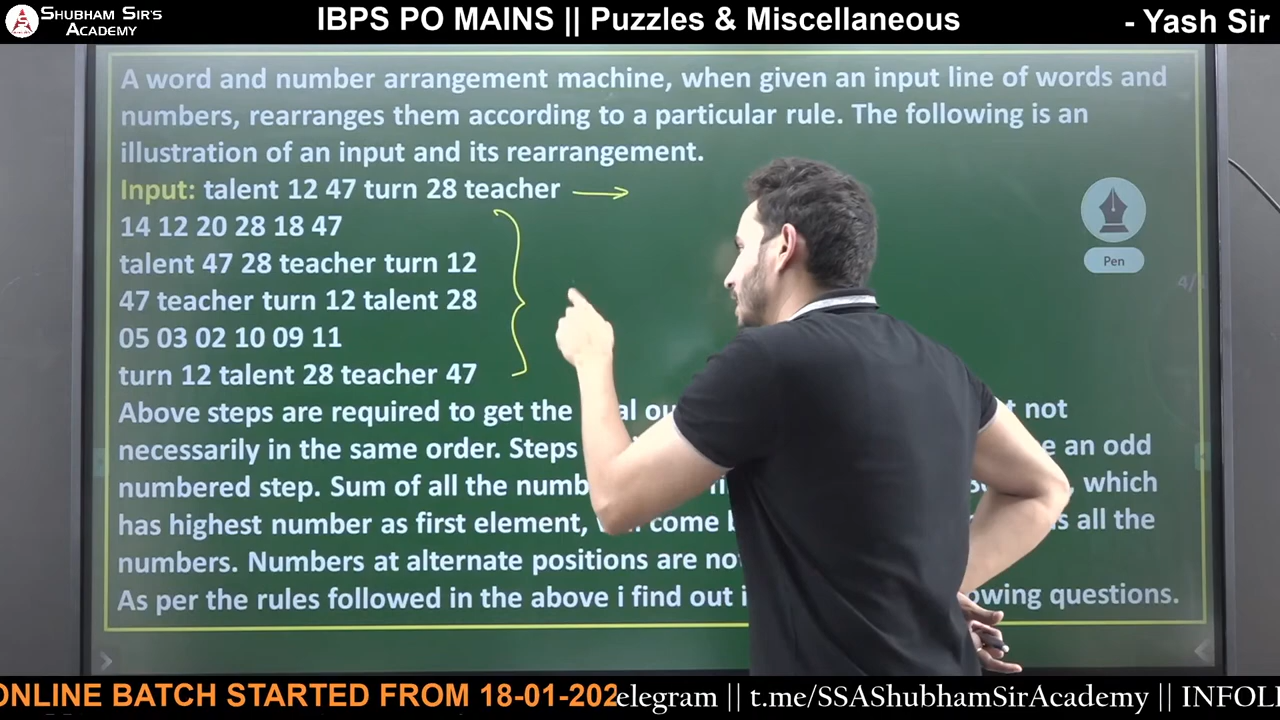 SHUBHAM SIR'S
ACADEMY
IBPS PO MAINS || Puzzles & Miscellaneous
- Yash Sir
A word and number arrangement machine, when given an input line of words and
numbers, rearranges them according to a particular rule. The following is an
illustration of an input and its rearrangement.
Input: talent 12 47 turn 28 teacher
14 12 20 28 18 47
talent 47 28 teacher turn 12
47 teacher turn 12 talent 28
05 03 02 10 09 11
turn 12 talent 28 teacher 47
Pen
Above steps are required to get the not
necessarily in the same order. Steps an odd
numbered step. Sum of all the which
has highest number as first element, come all the
numbers. Numbers at alternate positions are
As per the rules followed in the above i find out questions.
ONLINE BATCH STARTED FROM 18-01-202
elegram || t.me/SSAShubhamSirAcademy ||